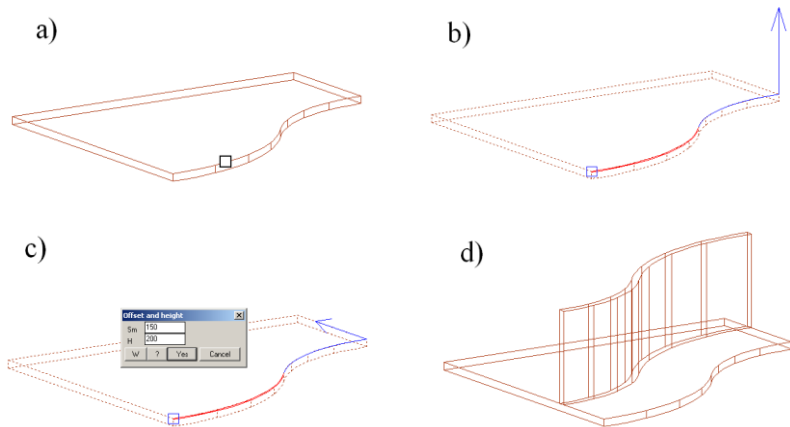 a)
b)
c)
d)
Offset and height
Sm 150
H 200
W ? Yes Cancel